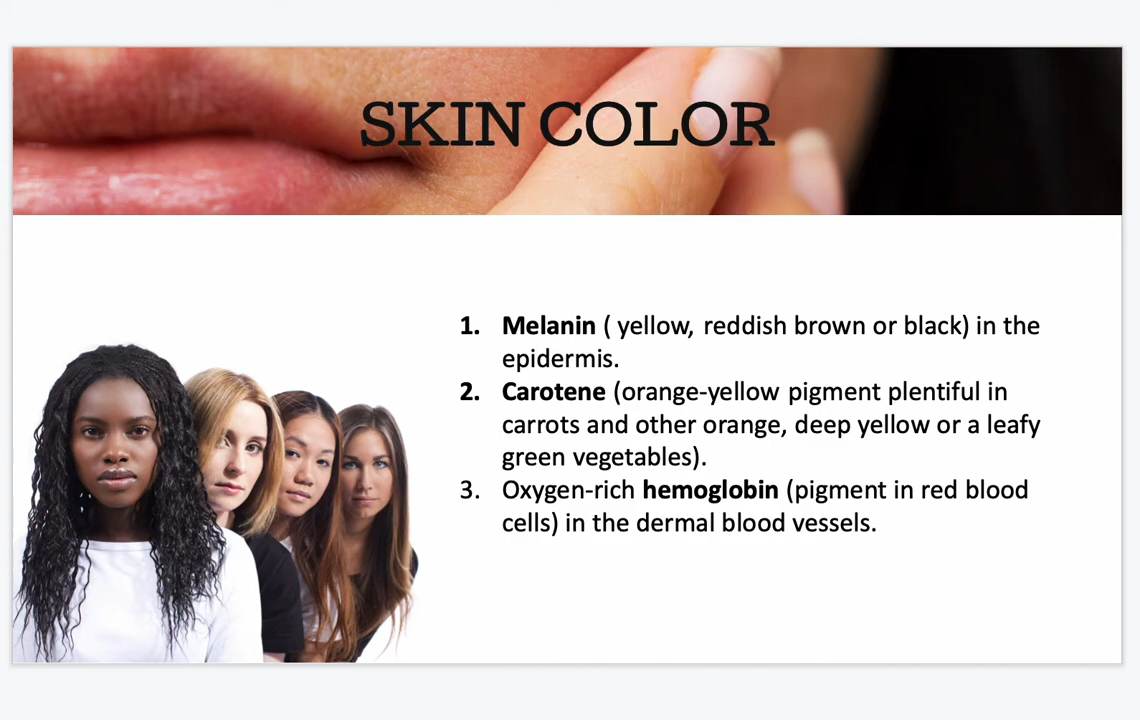 SKIN COLOR
1. Melanin ( yellow, reddish brown or black) in the
epidermis.
2. Carotene (orange-yellow pigment plentiful in
carrots and other orange, deep yellow or a leafy
green vegetables).
3. Oxygen-rich hemoglobin (pigment in red blood
cells) in the dermal blood vessels.